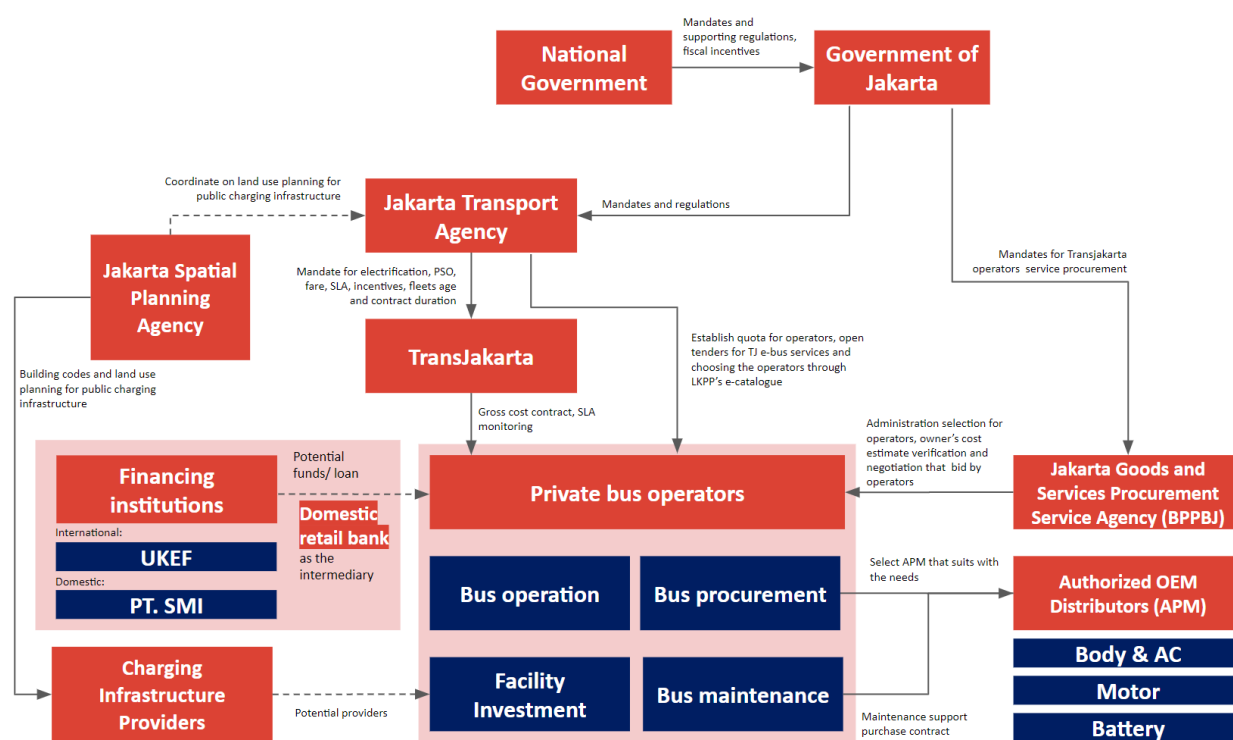 Mandates and
supporting regulations,
fiscal incentives
National
Government
Government of
Jakarta
Coordinate on land use planning for
public charging infrastructure
Jakarta Transport
Agency
Mandates and regulations
Jakarta Spatial
Planning
Agency
Mandate for electrification, PSO,
fare, SLA, incentives, fleets age
and contract duration
Mandates for Transjakarta
operators service procurement
TransJakarta
Establish quota for operators, open
tenders for TJ e-bus services and
choosing the operators through
LKPP's e-catalogue
Building codes and land use
planning for public charging
infrastructure
Gross cost contract, SLA
monitoring
Administration selection for
operators, owner's cost
estimate verification and
negotiation that bid by
operators
Financing
institutions
Potential
funds/ loan
Domestic
retail bank
as the
intermediary
International:
UKEF
Domestic:
PT. SMI
Private bus operators
Jakarta Goods and
Services Procurement
Service Agency (BPPBJ)
Bus operation
Bus procurement
Select APM that suits with
the needs
Authorized OEM
Distributors (APM)
Body & AC
Motor
Battery
Charging
Infrastructure
Providers
Potential providers
Facility
Investment
Bus maintenance
Maintenance support
purchase contract